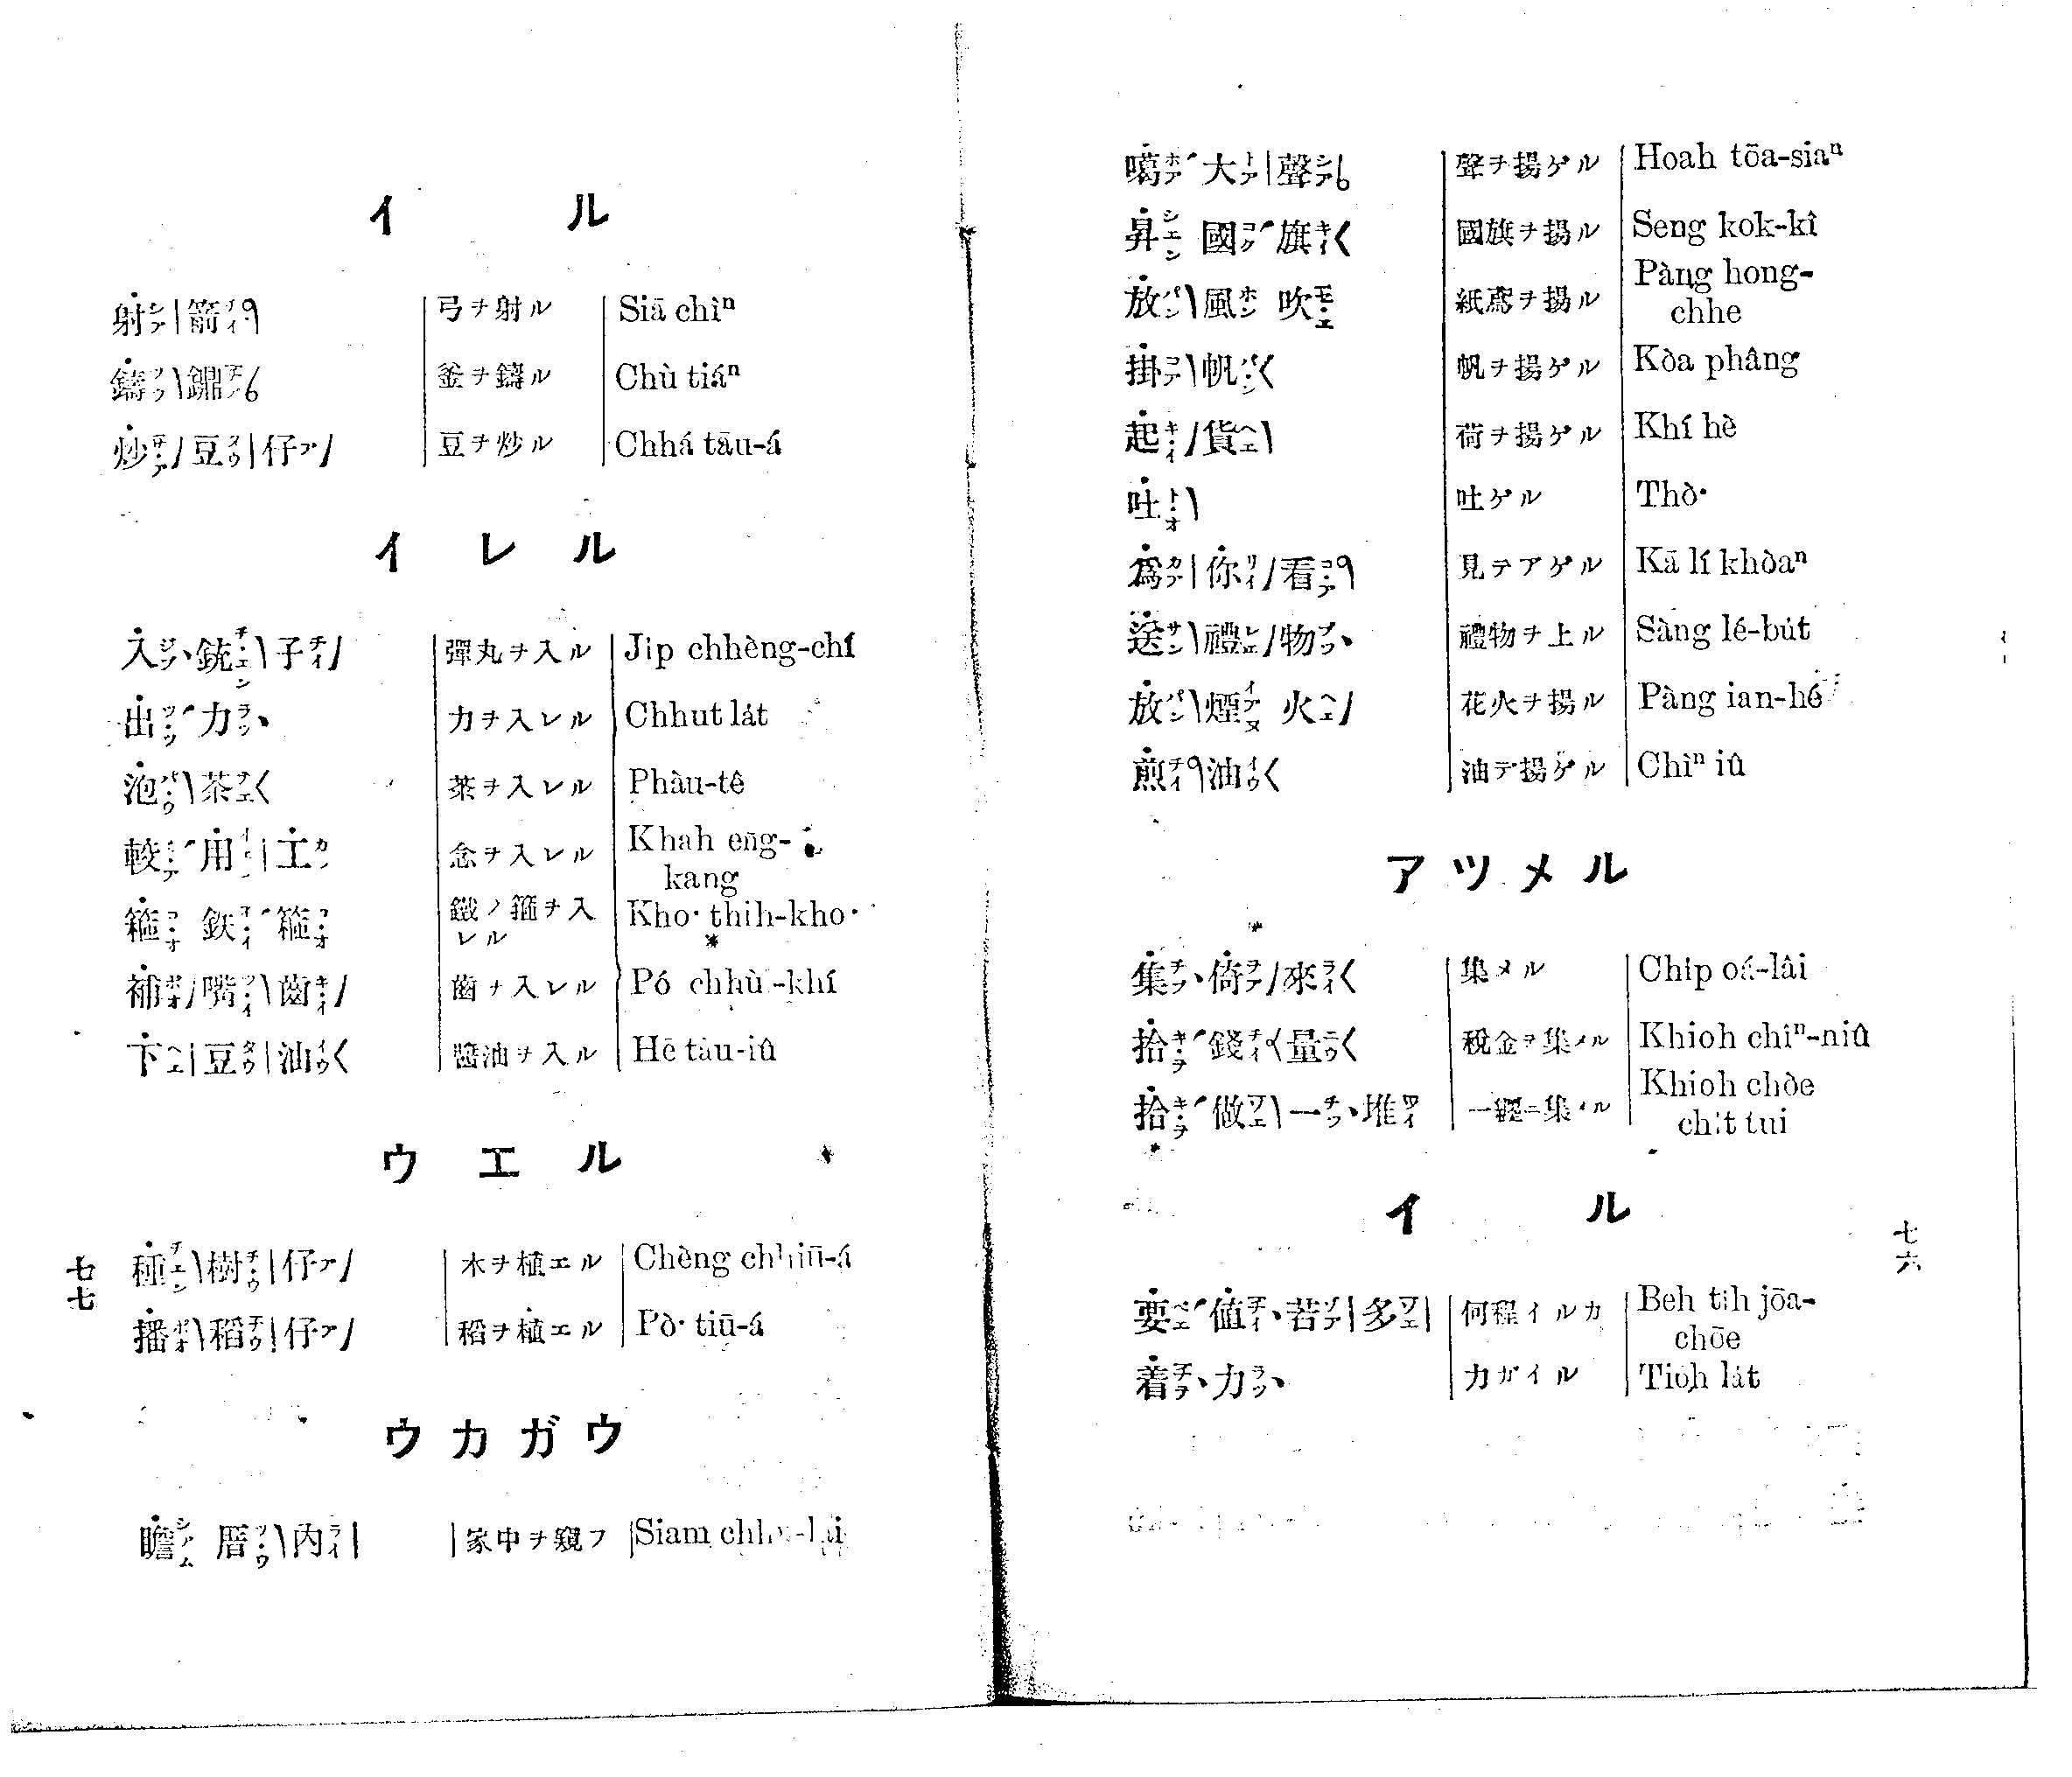 噶大聲 聲ヲ揚ゲル Hoah tōa-siaⁿ
昇國旗 國旗ヲ揚ル Seng kok-kî
放風吹 紙鳶ヲ揚ル Pàng hong-
chhe
掛帆 帆ヲ揚ゲル Kòa phâng
起貨 荷ヲ揚ゲル Khí hè
吐 吐ゲル Thò͘
爲你看 見テアゲル Kā lí khòaⁿ
送禮物 禮物ヲ上ル Sàng lé-bu̍t
放煙火 花火ヲ揚ル Pàng ian-hé
煎油 油デ揚ゲル Chìⁿ iû
アツメル
集倚來 集メル Chi̍p oá-lâi
拾錢量 稅金ヲ集メル Khioh chîⁿ-niû
拾做一堆 一纒ニ集メル Khioh chòe
chi̍t tui
イル
要値若多 何程イルカ Beh ti̍h jōa-
chōe
着力 力ガイル Tio̍h la̍t
七六
イル
射箭 弓ヲ射ル Siā chìⁿ
鑄鼎 釜ヲ鑄ル Chù tiáⁿ
炒豆仔 豆ヲ炒ル Chhá tāu-á
イレル
入銃子 彈丸ヲ入ル Ji̍p chhèng-chí
出力 力ヲ入レル Chhut la̍t
泡茶 茶ヲ入レル Phàu-tê
較用工 念ヲ入レル Khah eng-
kang
箍鉄箍 鐵ノ箍ヲ入 Kho͘ thih-kho͘
レル
補嘴齒 齒ヲ入レル Pó chhùi-khí
下豆油 醬油ヲ入ル Hē tāu-iû
ウエル
種樹仔 木ヲ植エル Chèng chhiū-á
播稻仔 稻ヲ植エル Pò͘ tiū-á
ウカガウ
瞻厝內 家中ヲ窺フ Siam
七七